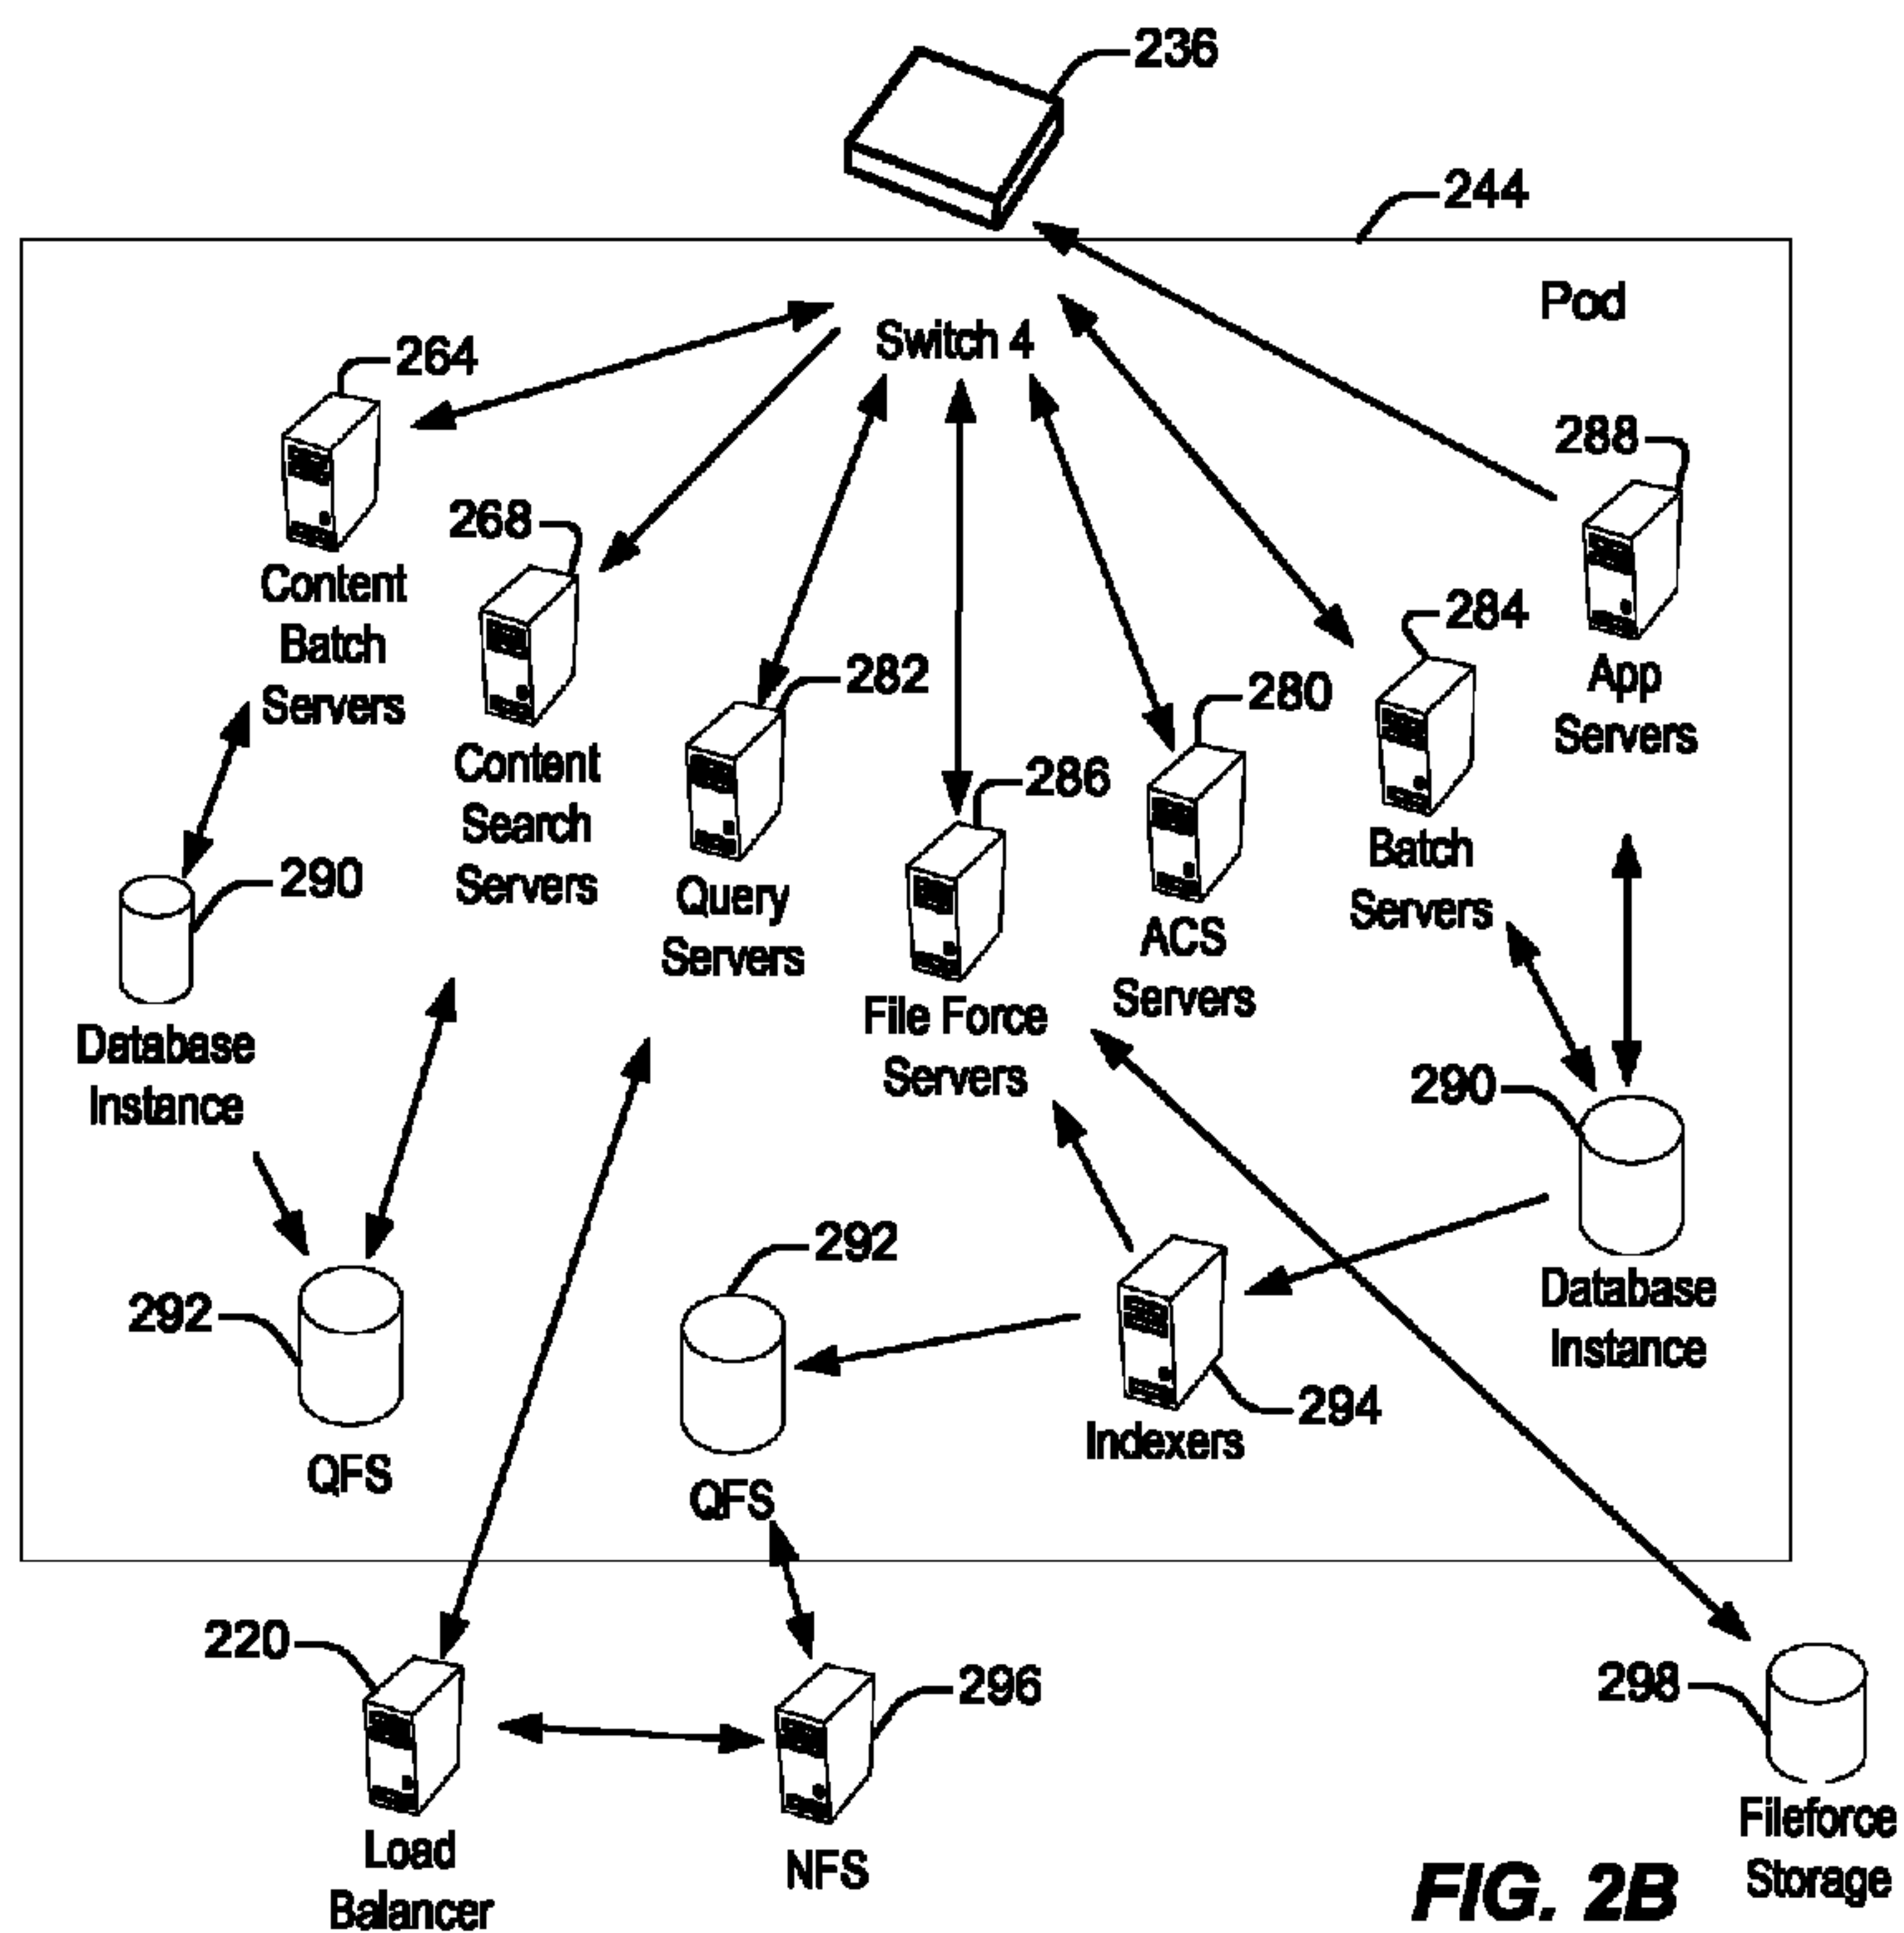 236
244
Pod
Switch 4
264
Content
Batch
Servers
268
Content
Search
Servers
282
Query
Servers
286
File Force
Servers
280
ACS
Servers
284
Batch
Servers
288
App
Servers
290
Database
Instance
290
Database
Instance
292
QFS
292
QFS
294
Indexers
220
Load
Balancer
296
NFS
298
Fileforce
Storage
FIG. 2B